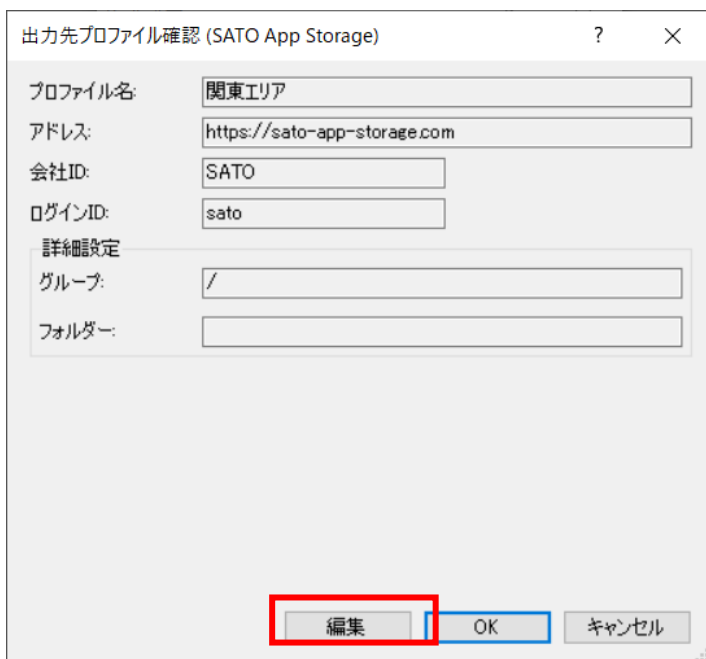 出力先プロファイル確認 (SATO App Storage) ? ×
プロファイル名: 関東エリア
アドレス: https://sato-app-storage.com
会社ID: SATO
ログインID: sato
詳細設定
グループ: /
フォルダー:
編集 OK キャンセル